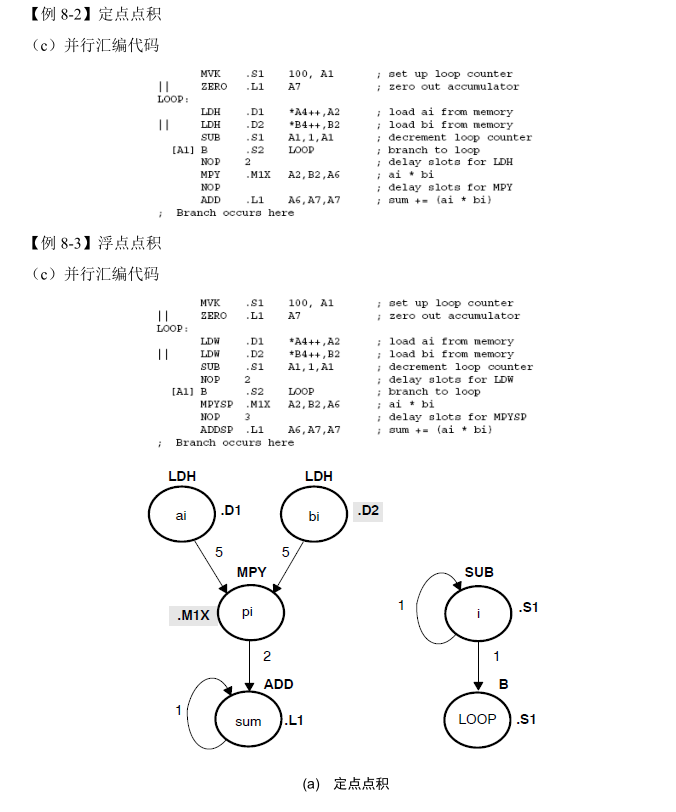 【例 8-2】定点点积
（c）并行汇编代码
MVK .S1 100, A1 ; set up loop counter
|| ZERO .L1 A7 ; zero out accumulator
LOOP:
LDH .D1 *A4++,A2 ; load ai from memory
|| LDH .D2 *B4++,B2 ; load bi from memory
SUB .S1 A1,1,A1 ; decrement loop counter
[A1] B .S2 LOOP ; branch to loop
NOP 2 ; delay slots for LDH
MPY .M1X A2,B2,A6 ; ai * bi
NOP ; delay slots for MPY
ADD .L1 A6,A7,A7 ; sum += (ai * bi)
; Branch occurs here
【例 8-3】浮点点积
（c）并行汇编代码
MVK .S1 100, A1 ; set up loop counter
|| ZERO .L1 A7 ; zero out accumulator
LOOP:
LDW .D1 *A4++,A2 ; load ai from memory
|| LDW .D2 *B4++,B2 ; load bi from memory
SUB .S1 A1,1,A1 ; decrement loop counter
NOP 2 ; delay slots for LDW
[A1] B .S2 LOOP ; branch to loop
MPYSP .M1X A2,B2,A6 ; ai * bi
NOP 3 ; delay slots for MPYSP
ADDSP .L1 A6,A7,A7 ; sum += (ai * bi)
; Branch occurs here
LDH LDH
ai .D1 bi .D2
5 5
MPY SUB
.M1X pi 1 i .S1
2 1
ADD B
1 sum .L1 LOOP .S1
(a) 定点点积